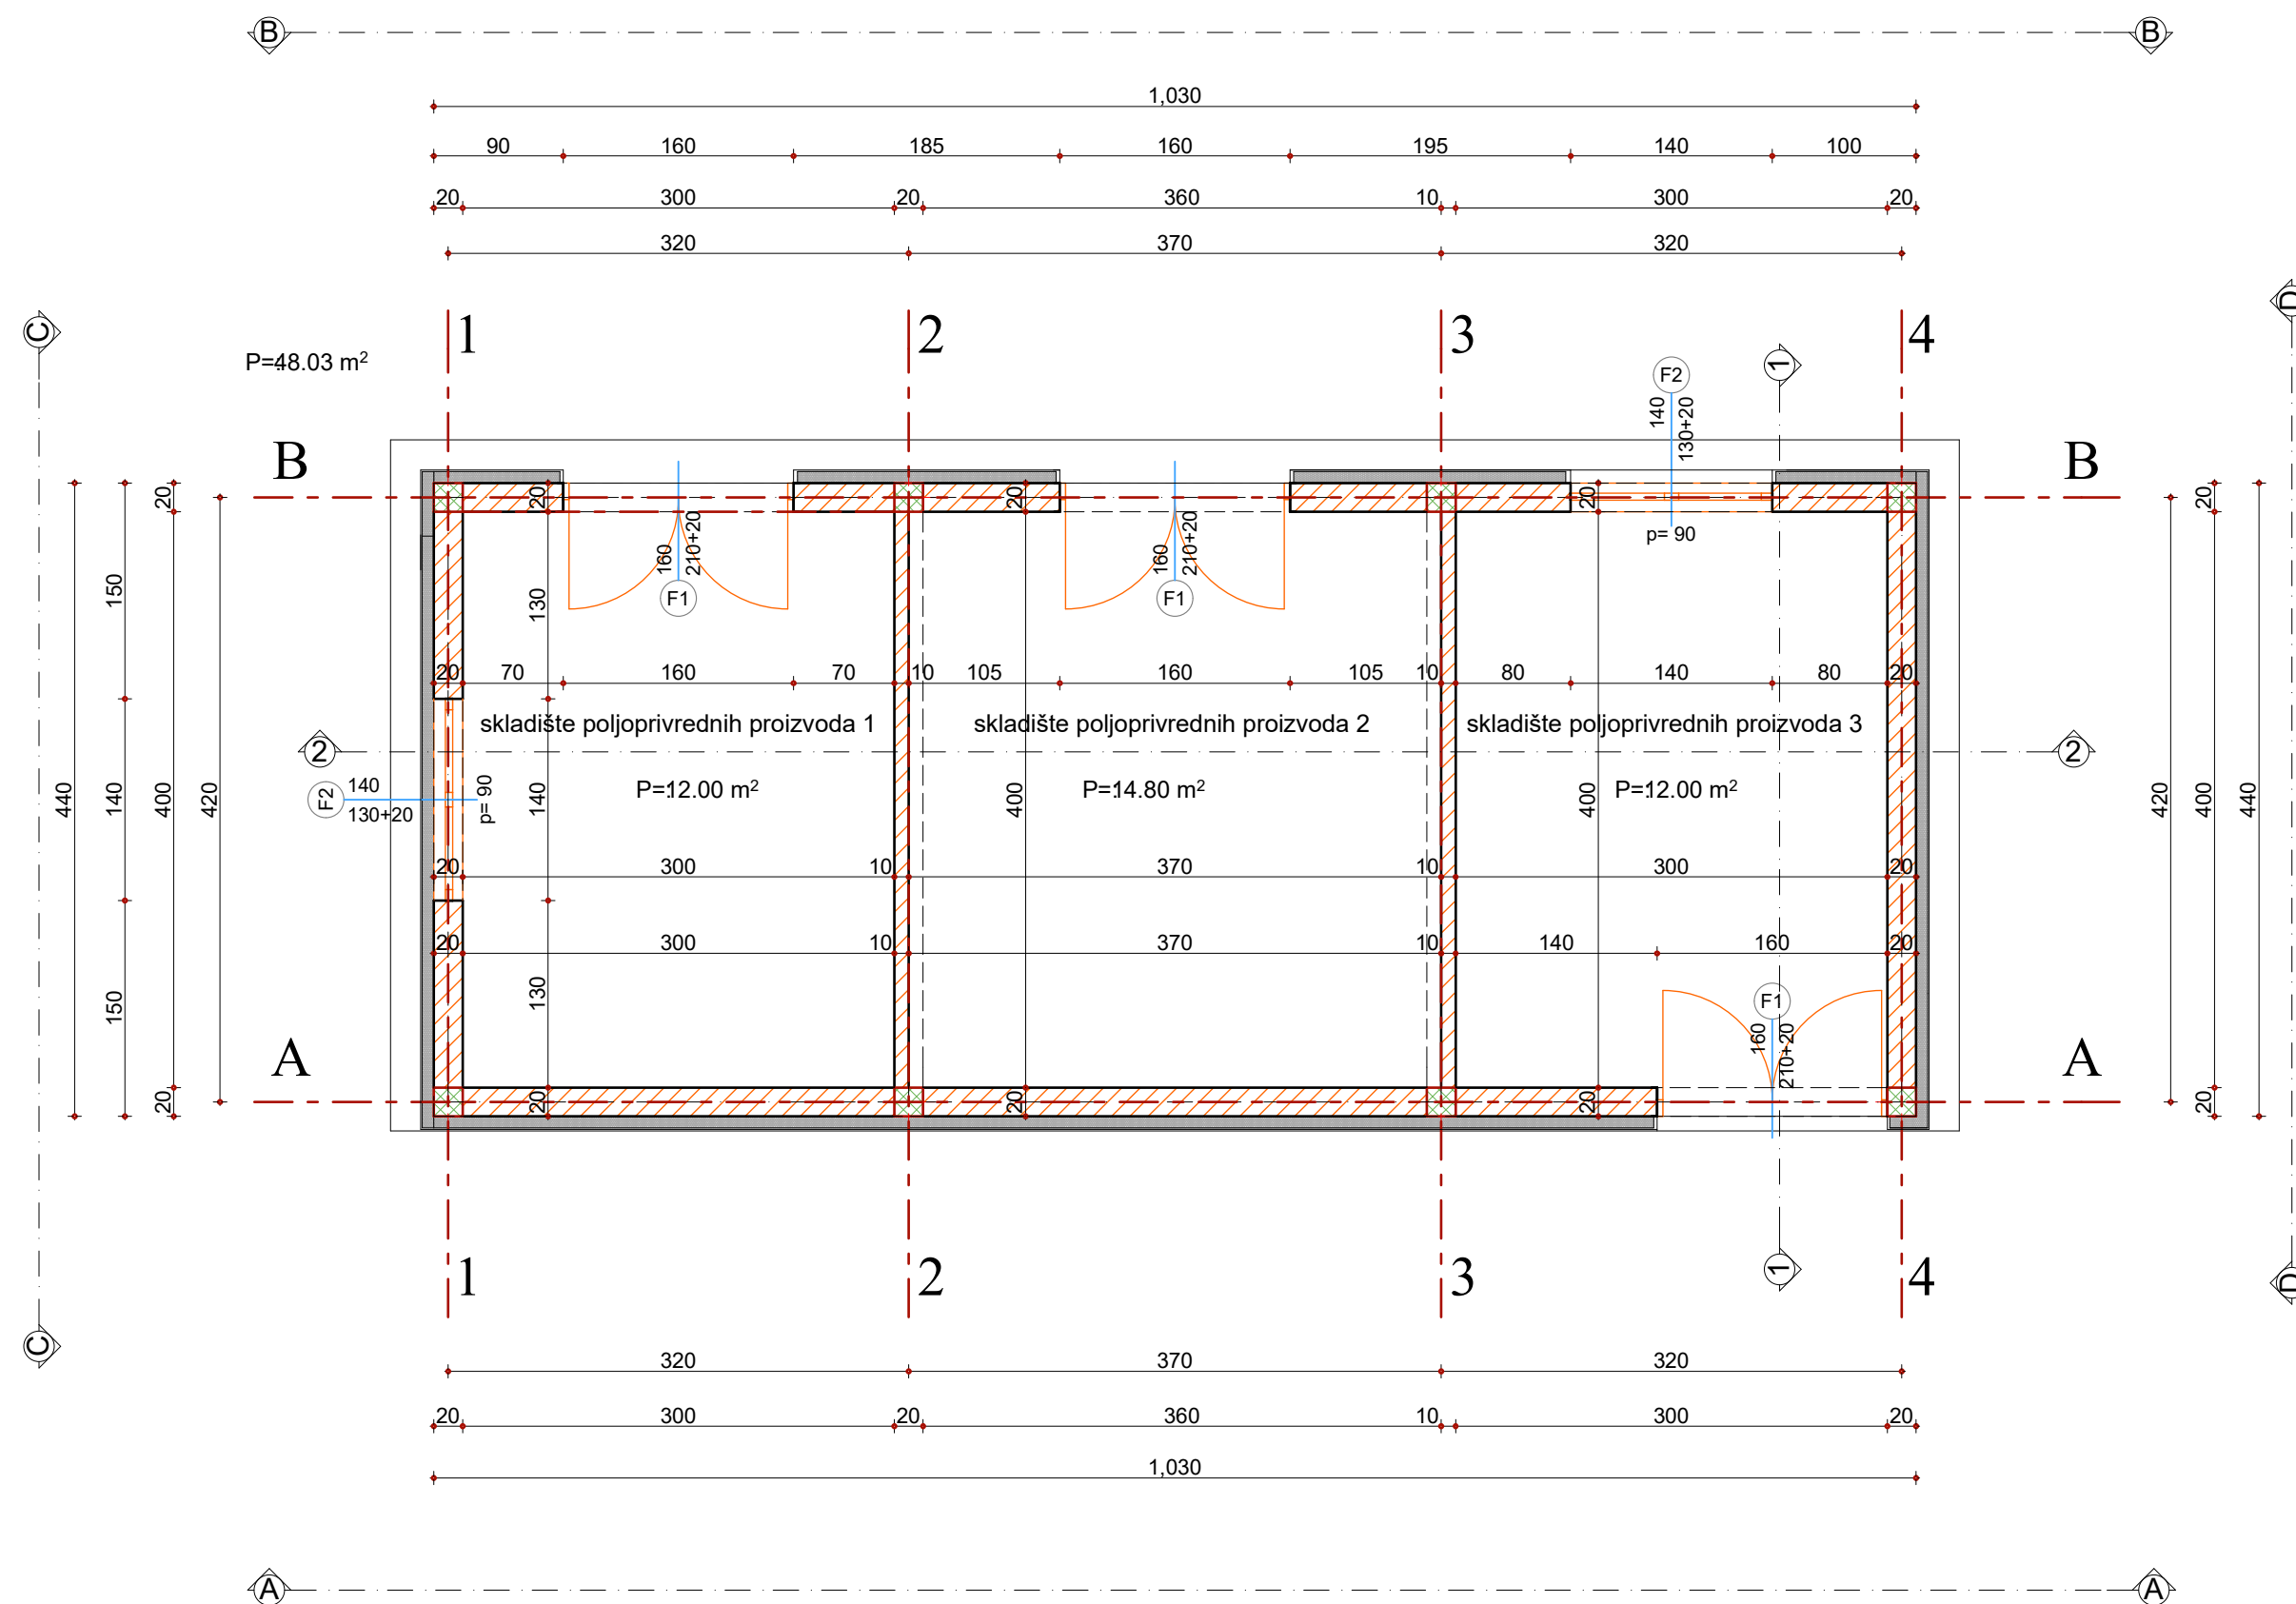 B B
1,030
90 160 185 160 195 140 100
20 300 20 360 10 300 20
320 370 320
1 2 3 4
C D
P=48.03 m²
F2
140
130+20
1
B B
20 20 20 20 20
p= 90
160 210+20 F1
160 210+20 F1
150 130
20 70 160 70 10 105 160 105 10 80 140 80 20
skladište poljoprivrednih proizvoda 1 skladište poljoprivrednih proizvoda 2 skladište poljoprivrednih proizvoda 3
2 2
F2 140
130+20
p= 90
P=12.00 m² P=14.80 m² P=12.00 m²
440 140 400 420 140 400 400 420 400 440
20 300 10 370 10 300 20
20 300 10 370 10 140 160 20
150 130
F1
160 210+20
A A
20 20 20 20 20
1 2 3 4
1
C D
320 370 320
20 300 20 360 10 300 20
1,030
A A